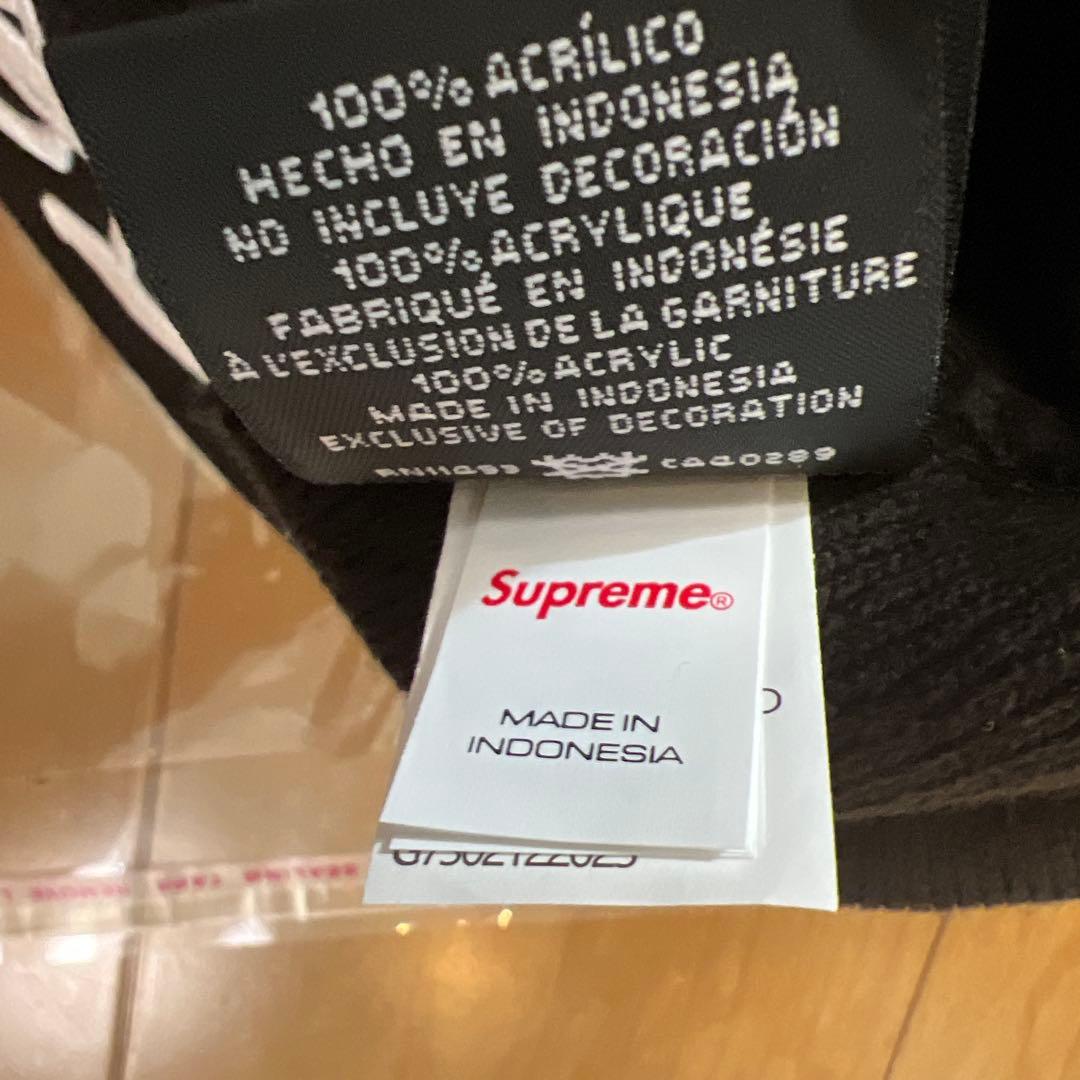 100% ACRÍLICO
HECHO EN INDONESIA
NO INCLUYE DECORACIÓN
100% ACRYLIQUE
FABRIQUÉ EN INDONÉSIE
À L'EXCLUSION DE LA GARNITURE
100% ACRYLIC
MADE IN INDONESIA
EXCLUSIVE OF DECORATION
CA40289
Supreme®
MADE IN
INDONESIA